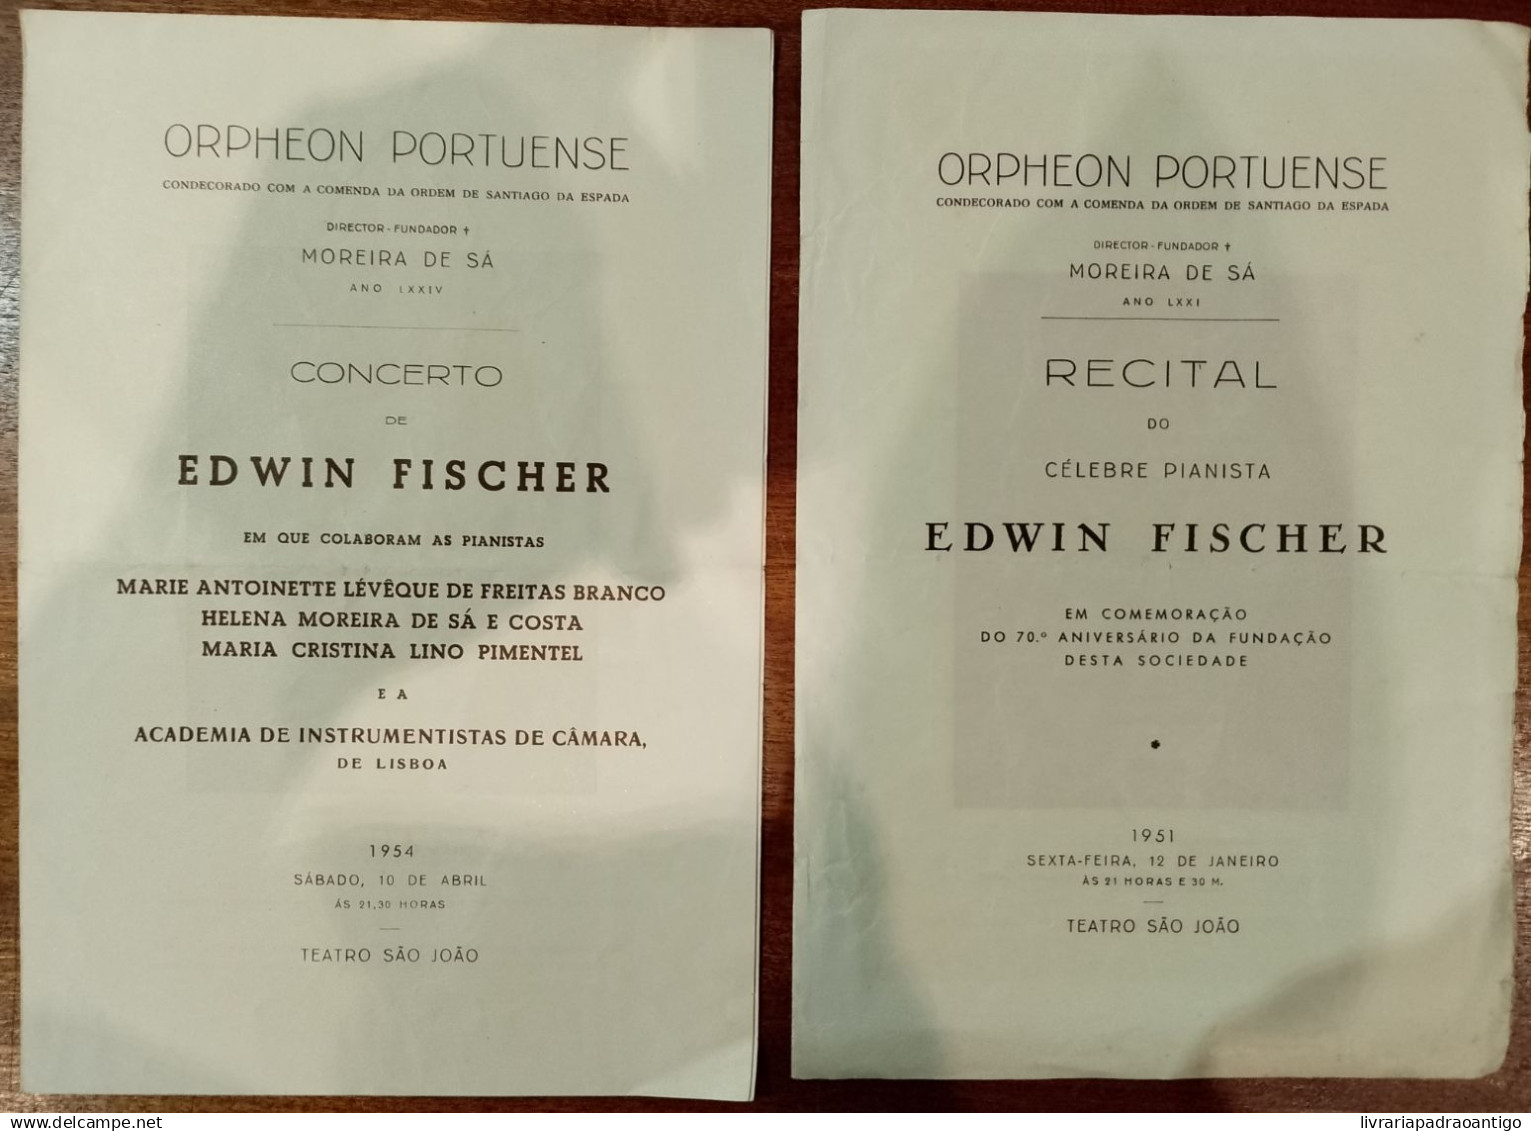 ORPHEON PORTUENSE
CONDECORADO COM A COMENDA DA ORDEM DE SANTIAGO DA ESPADA
DIRECTOR-FUNDADOR †
MOREIRA DE SÁ
ANO LXXIV
CONCERTO
DE
EDWIN FISCHER
EM QUE COLABORAM AS PIANISTAS
MARIE ANTOINETTE LÉVÊQUE DE FREITAS BRANCO
HELENA MOREIRA DE SÁ E COSTA
MARIA CRISTINA LINO PIMENTEL
E A
ACADEMIA DE INSTRUMENTISTAS DE CÂMARA,
DE LISBOA
1954
SÁBADO, 10 DE ABRIL
ÁS 21,30 HORAS
TEATRO SÃO JOÃO
ORPHEON PORTUENSE
CONDECORADO COM A COMENDA DA ORDEM DE SANTIAGO DA ESPADA
DIRECTOR-FUNDADOR †
MOREIRA DE SÁ
ANO LXXI
RECITAL
DO
CÉLEBRE PIANISTA
EDWIN FISCHER
EM COMEMORAÇÃO
DO 70.º ANIVERSÁRIO DA FUNDAÇÃO
DESTA SOCIEDADE
1951
SEXTA-FEIRA, 12 DE JANEIRO
ÀS 21 HORAS E 30 M.
TEATRO SÃO JOÃO
livrariapadraoantigo